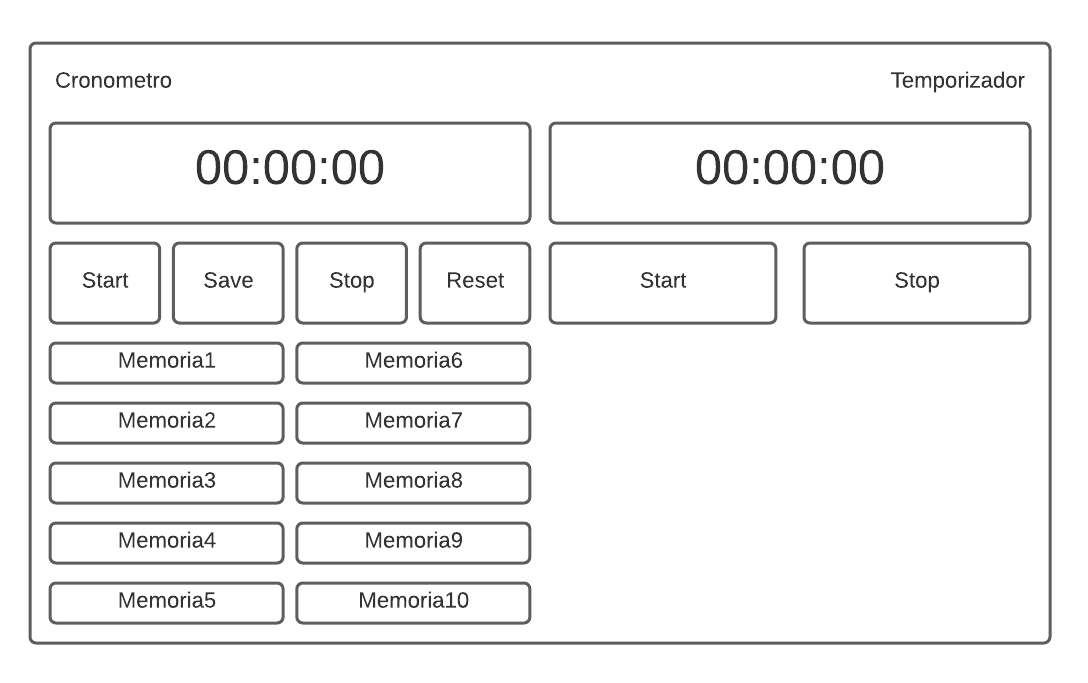 Cronometro
Temporizador
00:00:00
00:00:00
Start
Save
Stop
Reset
Start
Stop
Memoria1
Memoria6
Memoria2
Memoria7
Memoria3
Memoria8
Memoria4
Memoria9
Memoria5
Memoria10